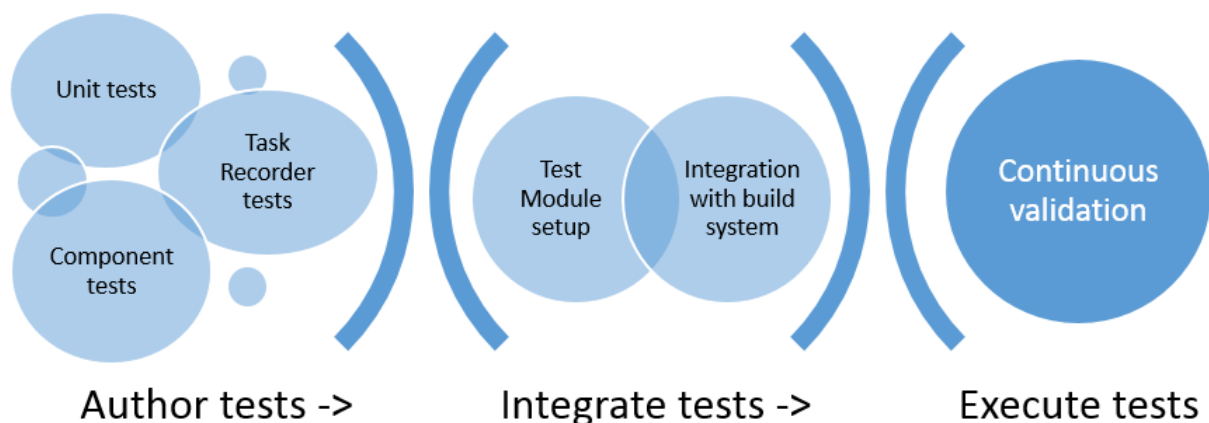 Unit tests
Task
Recorder
tests
Component
tests
Test
Module
setup
Integration
with build
system
Continuous
validation
Author tests ->
Integrate tests ->
Execute tests